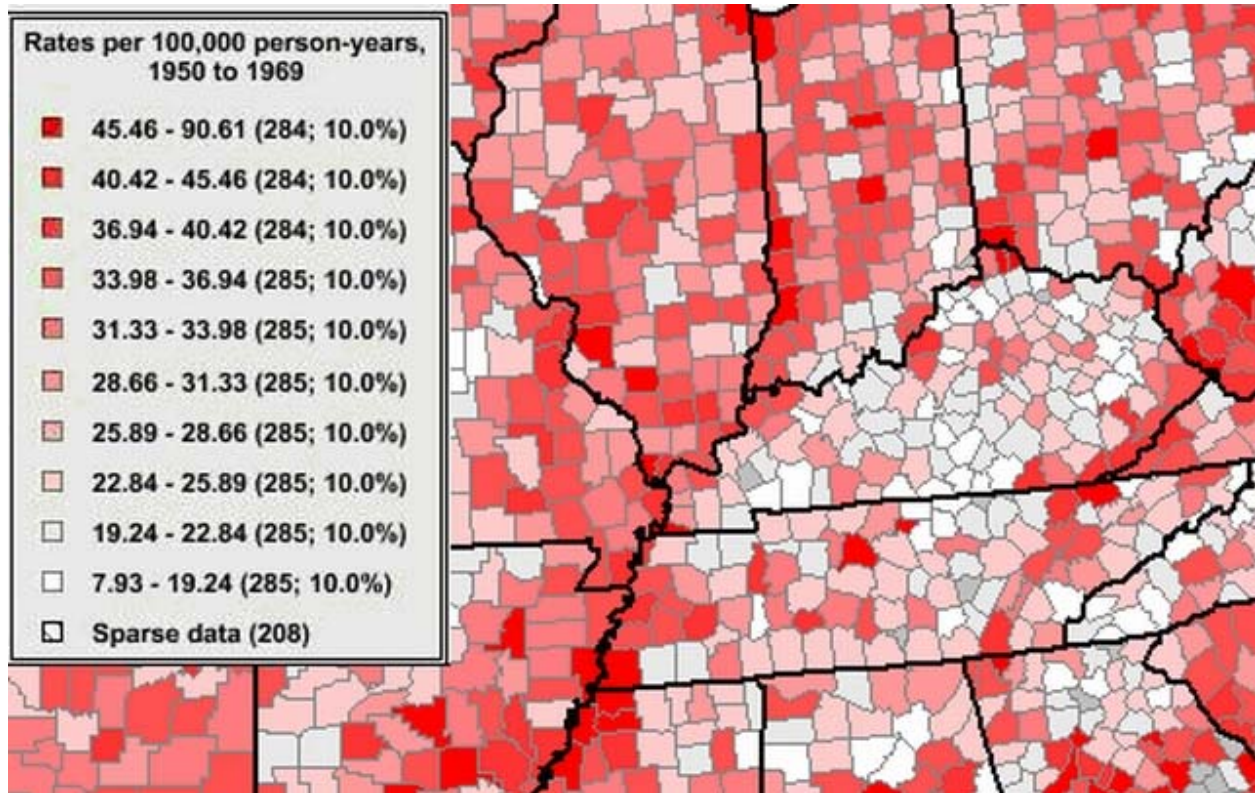 Rates per 100,000 person-years,
1950 to 1969
45.46 - 90.61 (284; 10.0%)
40.42 - 45.46 (284; 10.0%)
36.94 - 40.42 (284; 10.0%)
33.98 - 36.94 (285; 10.0%)
31.33 - 33.98 (285; 10.0%)
28.66 - 31.33 (285; 10.0%)
25.89 - 28.66 (285; 10.0%)
22.84 - 25.89 (285; 10.0%)
19.24 - 22.84 (285; 10.0%)
7.93 - 19.24 (285; 10.0%)
Sparse data (208)